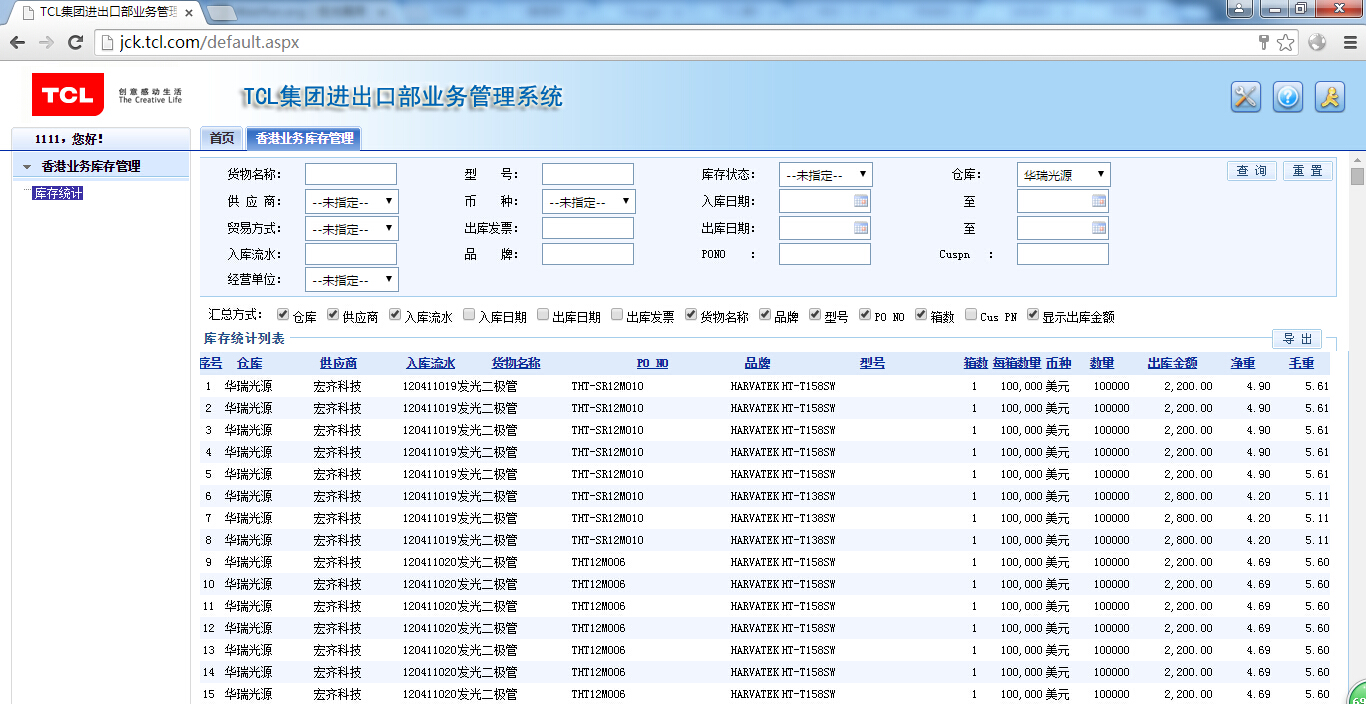 TCL集团进出口部业务管理
jck.tcl.com/default.aspx
TCL 创意感动生活 The Creative Life TCL集团进出口部业务管理系统
1111，您好! 首页 香港业务库存管理
香港业务库存管理
库存统计
货物名称: 型 号: 库存状态: --未指定-- 仓库: 华瑞光源 查 询 重 置
供 应 商: --未指定-- 币 种: --未指定-- 入库日期: 至
贸易方式: --未指定-- 出库发票: 出库日期: 至
入库流水: 品 牌: PONO : Cuspn :
经营单位: --未指定--
汇总方式: 仓库 供应商 入库流水 入库日期 出库日期 出库发票 货物名称 品牌 型号 PO NO 箱数 Cus PN 显示出库金额
库存统计列表 导 出
序号 仓库 供应商 入库流水 货物名称 PO NO 品牌 型号 箱数 每箱数量 币种 数量 出库金额 净重 毛重
1 华瑞光源 宏齐科技 120411019 发光二极管 THT-SR12M010 HARVATEK HT-T158SW 1 100,000 美元 100000 2,200.00 4.90 5.61
2 华瑞光源 宏齐科技 120411019 发光二极管 THT-SR12M010 HARVATEK HT-T158SW 1 100,000 美元 100000 2,200.00 4.90 5.61
3 华瑞光源 宏齐科技 120411019 发光二极管 THT-SR12M010 HARVATEK HT-T158SW 1 100,000 美元 100000 2,200.00 4.90 5.61
4 华瑞光源 宏齐科技 120411019 发光二极管 THT-SR12M010 HARVATEK HT-T158SW 1 100,000 美元 100000 2,200.00 4.90 5.61
5 华瑞光源 宏齐科技 120411019 发光二极管 THT-SR12M010 HARVATEK HT-T158SW 1 100,000 美元 100000 2,200.00 4.90 5.61
6 华瑞光源 宏齐科技 120411019 发光二极管 THT-SR12M010 HARVATEK HT-T138SW 1 100,000 美元 100000 2,800.00 4.20 5.11
7 华瑞光源 宏齐科技 120411019 发光二极管 THT-SR12M010 HARVATEK HT-T138SW 1 100,000 美元 100000 2,800.00 4.20 5.11
8 华瑞光源 宏齐科技 120411019 发光二极管 THT-SR12M010 HARVATEK HT-T138SW 1 100,000 美元 100000 2,800.00 4.20 5.11
9 华瑞光源 宏齐科技 120411020 发光二极管 THT12M006 HARVATEK HT-T158SW 1 100,000 美元 100000 2,200.00 4.69 5.60
10 华瑞光源 宏齐科技 120411020 发光二极管 THT12M006 HARVATEK HT-T158SW 1 100,000 美元 100000 2,200.00 4.69 5.60
11 华瑞光源 宏齐科技 120411020 发光二极管 THT12M006 HARVATEK HT-T158SW 1 100,000 美元 100000 2,200.00 4.69 5.60
12 华瑞光源 宏齐科技 120411020 发光二极管 THT12M006 HARVATEK HT-T158SW 1 100,000 美元 100000 2,200.00 4.69 5.60
13 华瑞光源 宏齐科技 120411020 发光二极管 THT12M006 HARVATEK HT-T158SW 1 100,000 美元 100000 2,200.00 4.69 5.60
14 华瑞光源 宏齐科技 120411020 发光二极管 THT12M006 HARVATEK HT-T158SW 1 100,000 美元 100000 2,200.00 4.69 5.60
15 华瑞光源 宏齐科技 120411020 发光二极管 THT12M006 HARVATEK HT-T158SW 1 100,000 美元 100000 2,200.00 4.69 5.60